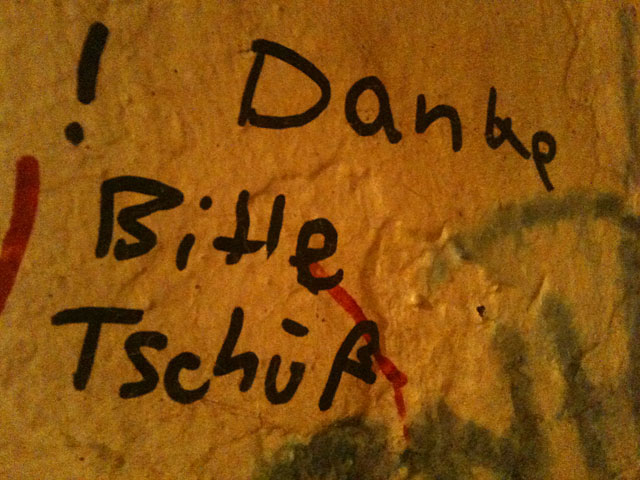 ! Danke
Bitte
Tschüß